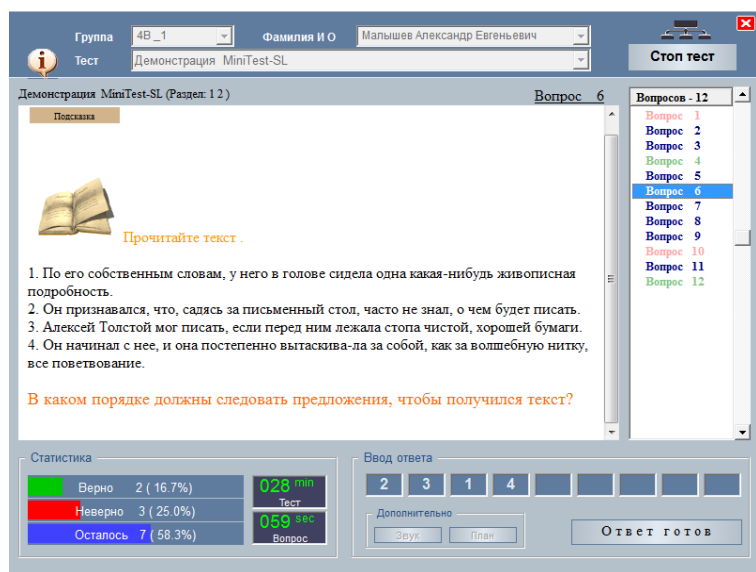 Группа 4В_1 Фамилия И О Малышев Александр Евгеньевич
Тест Демонстрация MiniTest-SL Стоп тест
Демонстрация MiniTest-SL (Раздел: 1 2 ) Вопрос 6
Подсказка
Прочитайте текст .
1. По его собственным словам, у него в голове сидела одна какая-нибудь живописная
подробность.
2. Он признавался, что, садясь за письменный стол, часто не знал, о чем будет писать.
3. Алексей Толстой мог писать, если перед ним лежала стопа чистой, хорошей бумаги.
4. Он начинал с нее, и она постепенно вытаскива-ла за собой, как за волшебную нитку,
все поветвование.
В каком порядке должны следовать предложения, чтобы получился текст?
Вопросов - 12
Вопрос 1
Вопрос 2
Вопрос 3
Вопрос 4
Вопрос 5
Вопрос 6
Вопрос 7
Вопрос 8
Вопрос 9
Вопрос 10
Вопрос 11
Вопрос 12
Статистика
Верно 2 ( 16.7%)
Неверно 3 ( 25.0%)
Осталось 7 ( 58.3%)
028 min
Тест
059 sec
Вопрос
Ввод ответа
2 3 1 4
Дополнительно
Звук План
Ответ готов